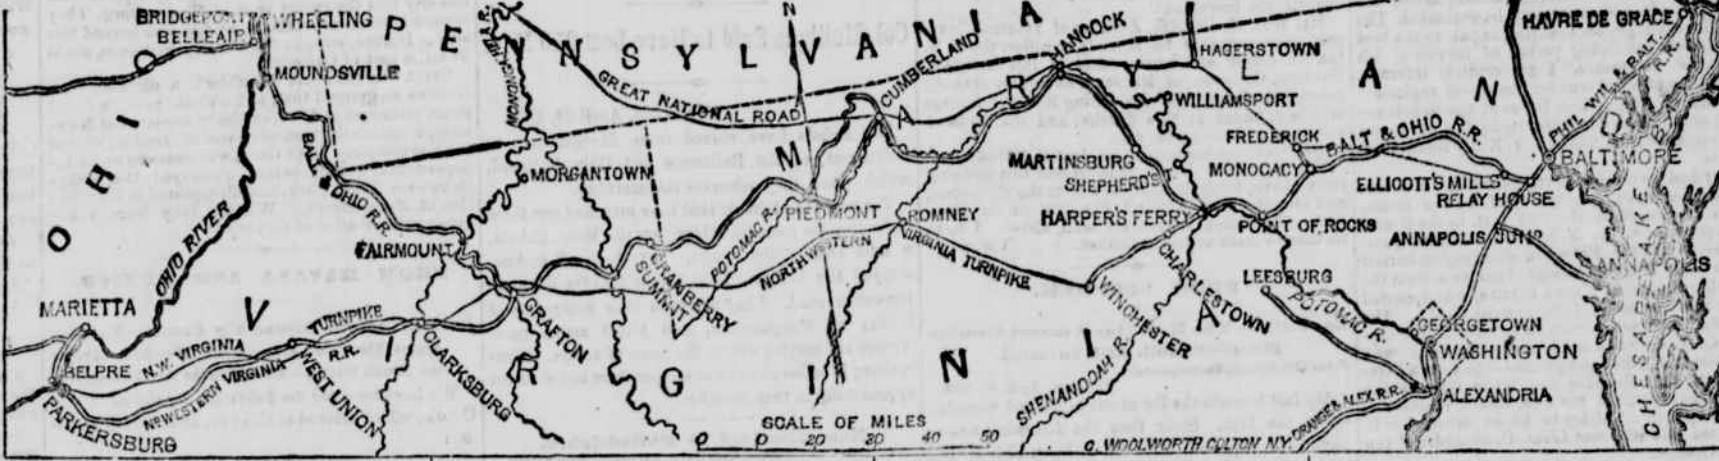 BRIDGEPORT WHEELING
BELLEAIR
MOUNDSVILLE
OHIO
PENNSYLVANIA
MONONGAHELA R.
GREAT NATIONAL ROAD
N
CUMBERLAND
HANCOCK
HAGERSTOWN
HAVRE DE GRACE
PHIL. WIL. & BALT. R.R.
MARYLAND
WILLIAMSPORT
FREDERICK
BALT & OHIO R.R.
MONOCACY
BALTIMORE
ELLICOTT'S MILLS
RELAY HOUSE
MARTINSBURG
SHEPHERDS'T
HARPER'S FERRY
POINT OF ROCKS
ANNAPOLIS JUNC
ANNAPOLIS
CHESAPEAKE
BALT. & OHIO R.R.
MORGANTOWN
FAIRMOUNT
PIEDMONT
ROMNEY
POTOMAC R.
NORTHWESTERN
VIRGINIA TURNPIKE
CRANBERRY
SUMMIT
GRAFTON
CLARKSBURG
WEST UNION
OHIO RIVER
MARIETTA
BELPRE
PARKERSBURG
N.W. VIRGINIA
TURNPIKE
NEWESTERN VIRGINIA
R.R.
VIRGINIA
WINCHESTER
CHARLESTOWN
SHENANDOAH R.
LEESBURG
POTOMAC R.
GEORGETOWN
WASHINGTON
ALEXANDRIA
ORANGE & ALEX R.R.
SCALE OF MILES
0 10 20 30 40 50
G. WOOLWORTH COLTON N.Y.